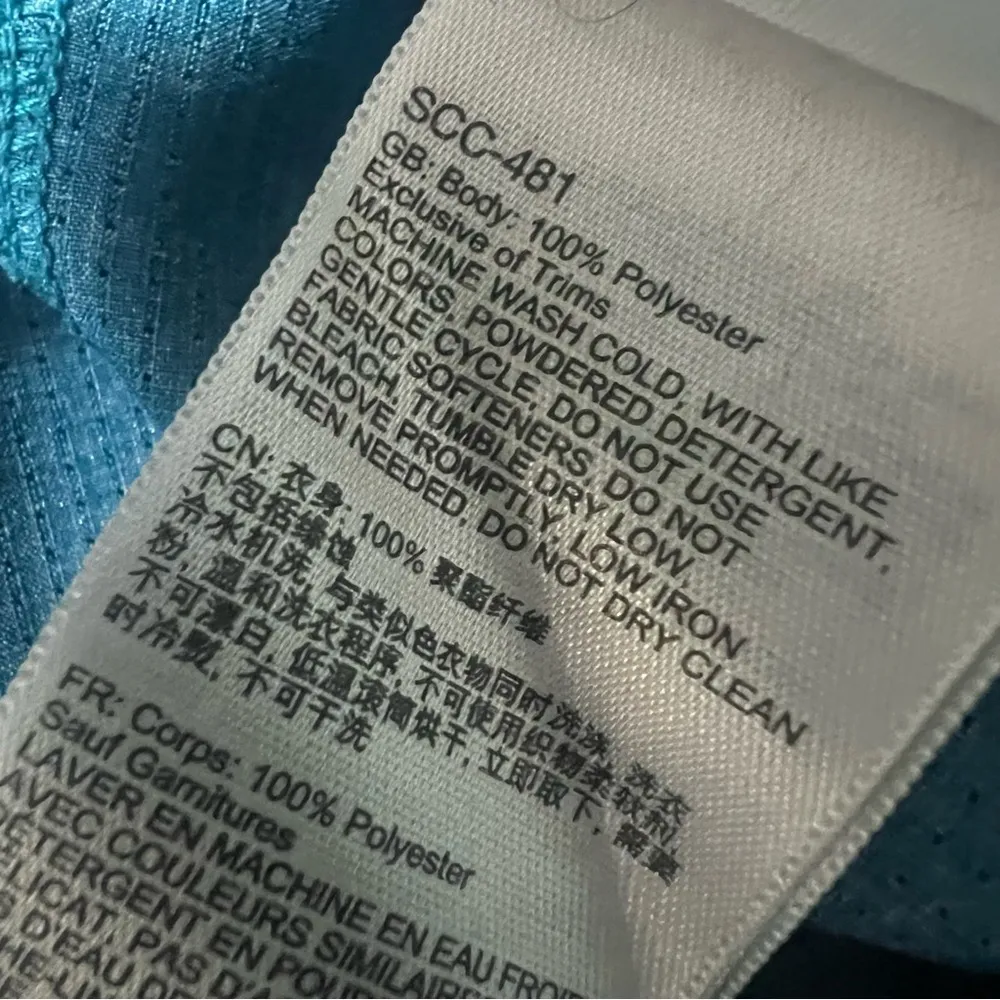 SCC-481
GB: Body: 100% Polyester
Exclusive of Trims
MACHINE WASH COLD, WITH LIKE
COLORS, POWDERED DETERGENT,
GENTLE CYCLE, DO NOT USE
FABRIC SOFTENERS, DO NOT
BLEACH, TUMBLE DRY LOW,
REMOVE PROMPTLY, LOW IRON
WHEN NEEDED, DO NOT DRY CLEAN
CN: 衣身: 100% 聚酯纤维
不包括缘饰
冷水机洗, 与类似色衣物同时洗涤, 洗衣
粉, 温和洗衣程序, 不可使用织物柔软剂,
不可漂白, 低温滚筒烘干, 立即取下, 需要
时冷熨, 不可干洗
FR: Corps: 100% Polyester
Sauf Garnitures
LAVER EN MACHINE EN EAU
AVEC COULEURS
EN
PAS
D'EAU